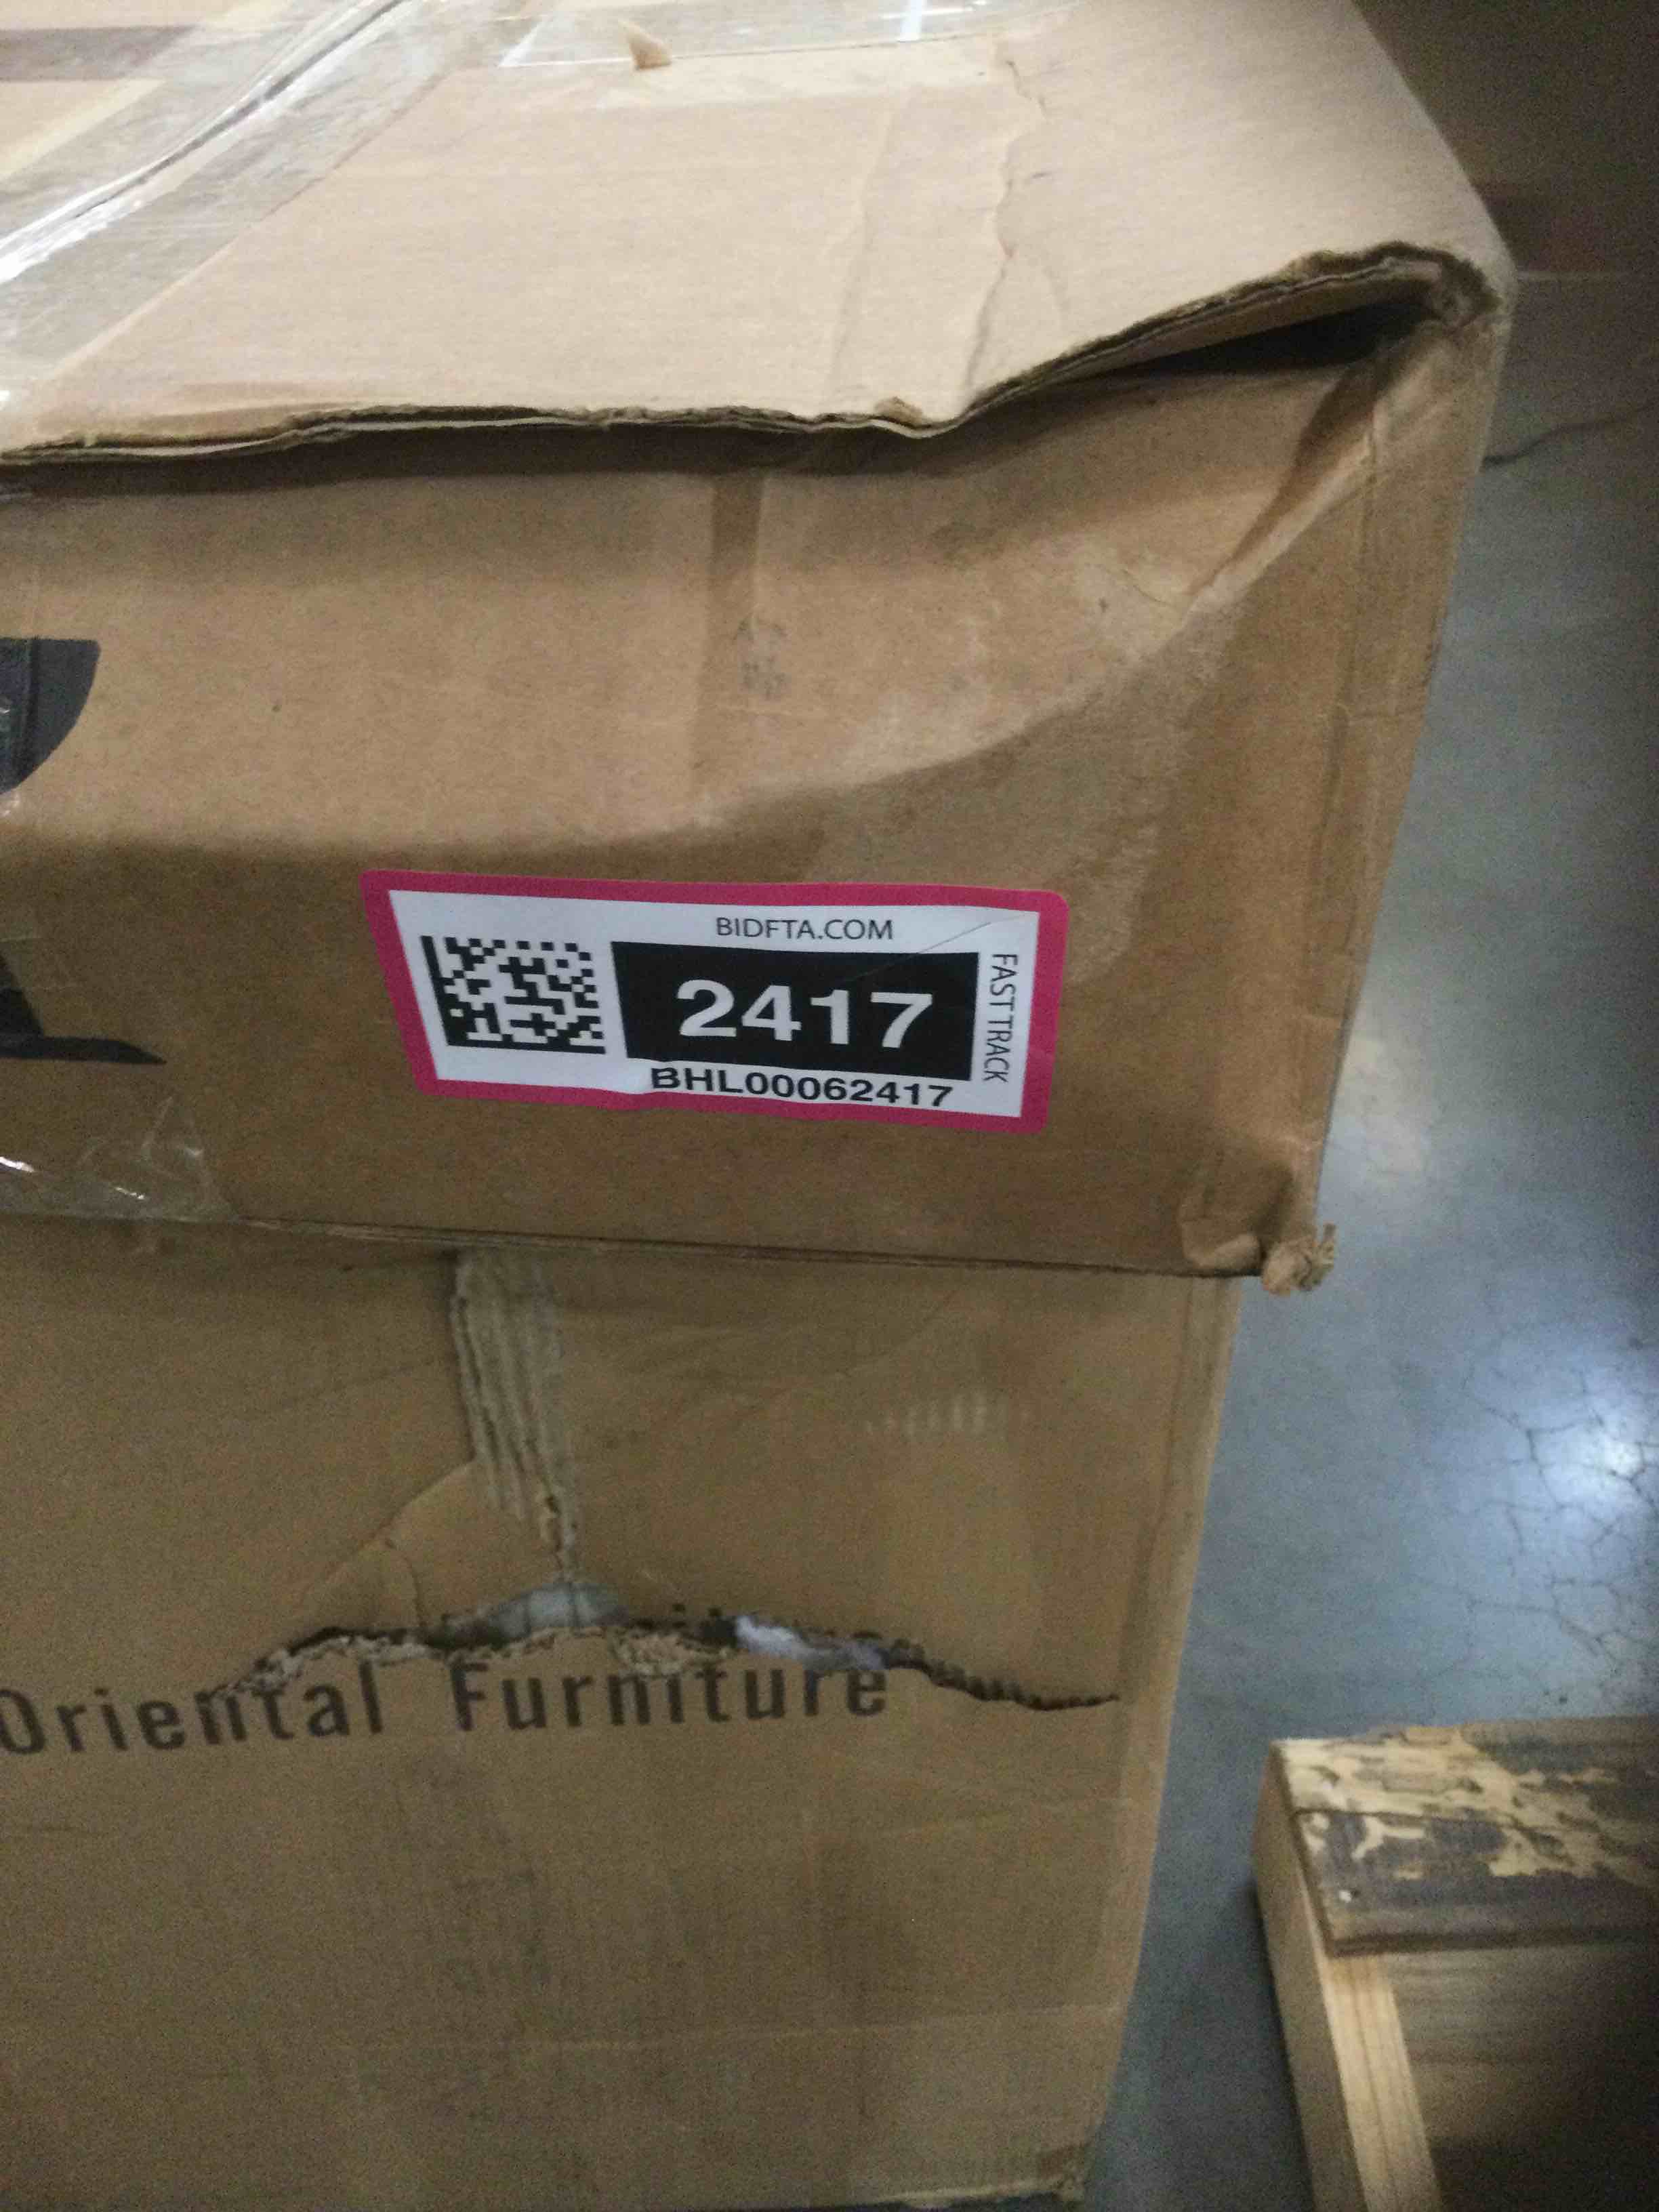 BIDFTA.COM
2417
FAST TRACK
BHL00062417
Oriental Furniture